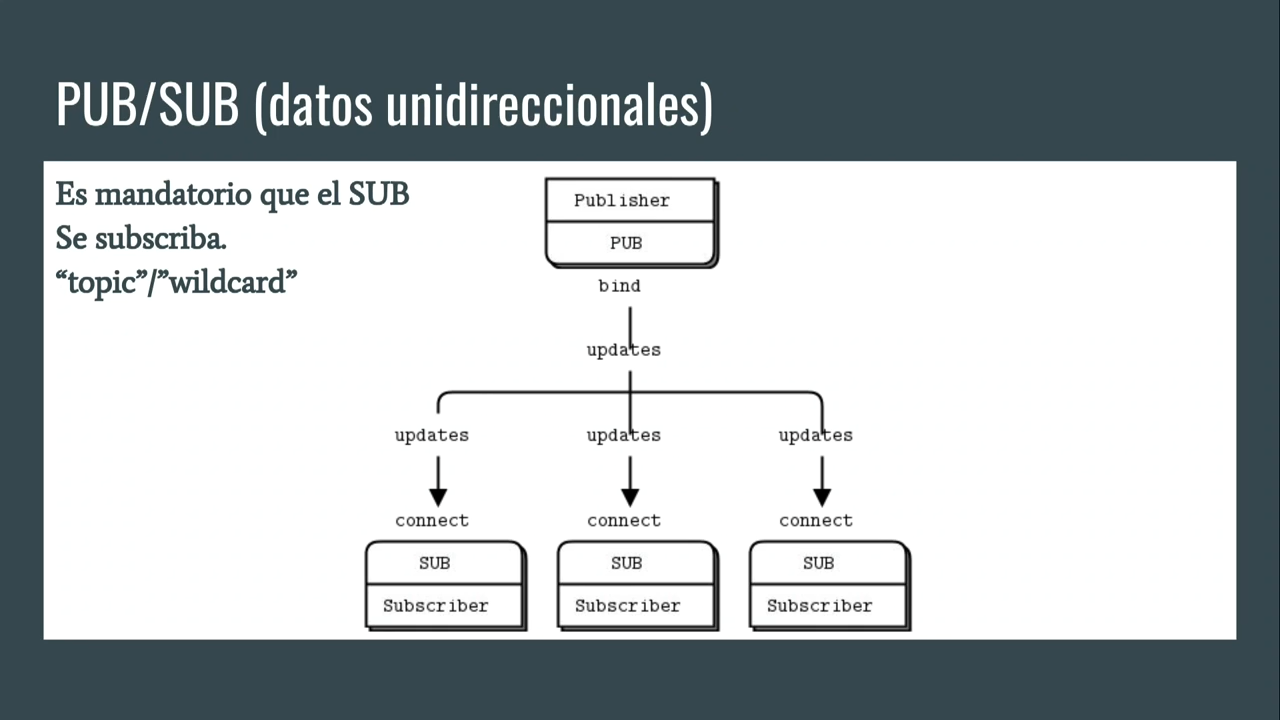 PUB/SUB (datos unidireccionales)
Es mandatorio que el SUB
Se subscriba.
“topic”/”wildcard”
Publisher
PUB
bind
updates
updates updates updates
connect connect connect
SUB SUB SUB
Subscriber Subscriber Subscriber